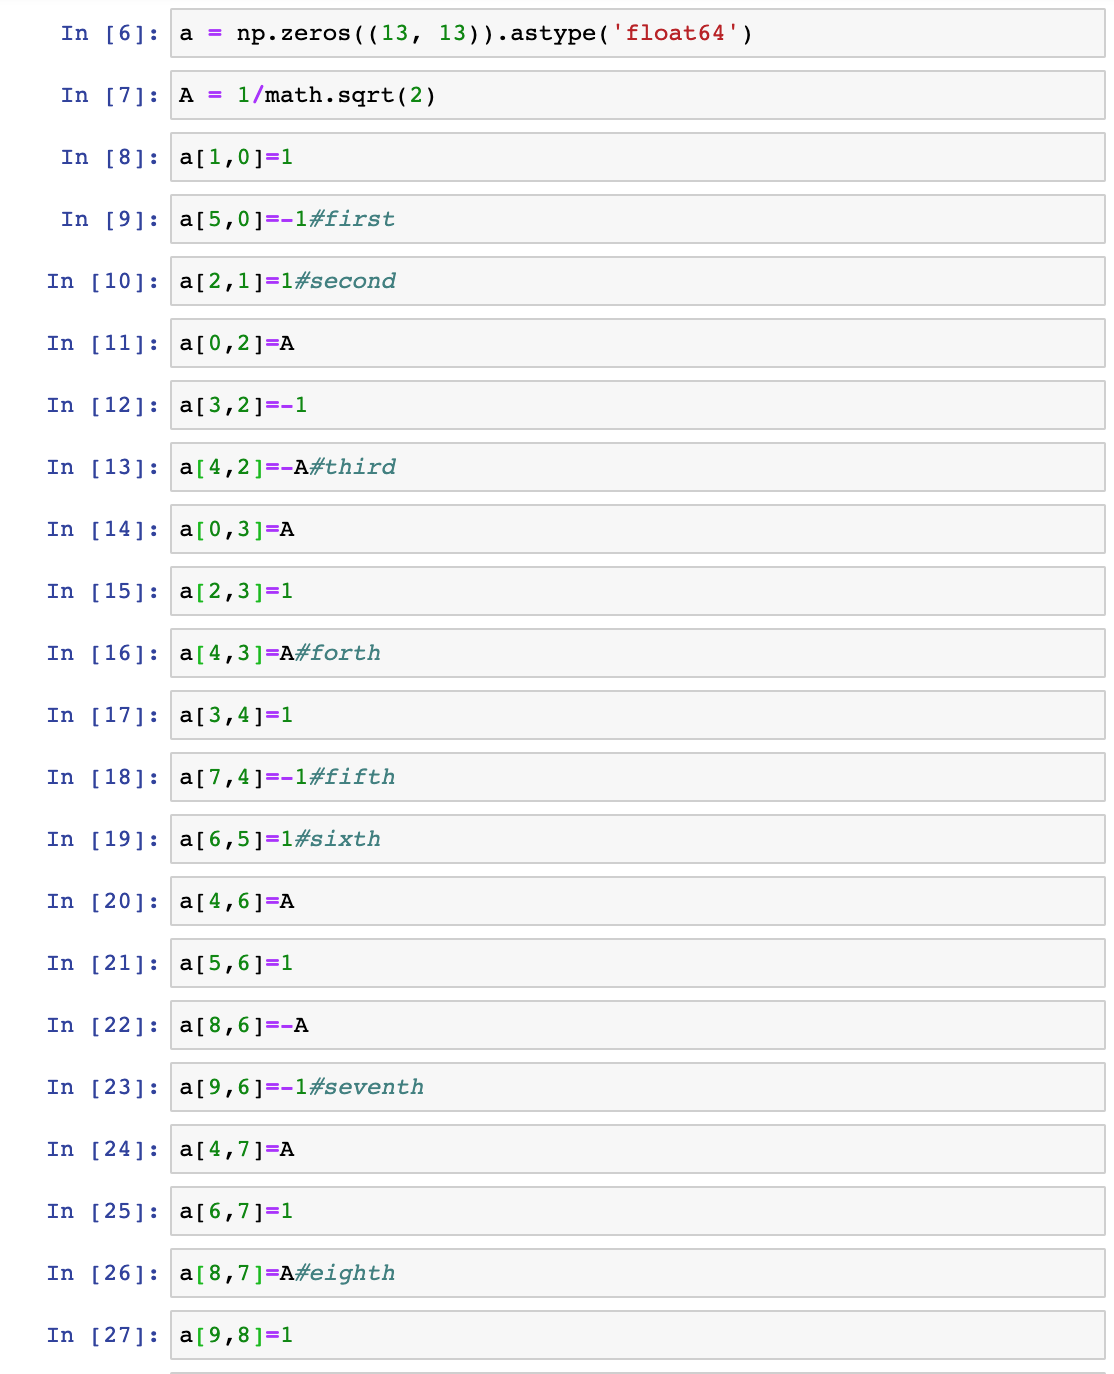 In [6]: a = np.zeros((13, 13)).astype('float64')
In [7]: A = 1/math.sqrt(2)
In [8]: a[1,0]=1
In [9]: a[5,0]=-1#first
In [10]: a[2,1]=1#second
In [11]: a[0,2]=A
In [12]: a[3,2]=-1
In [13]: a[4,2]=-A#third
In [14]: a[0,3]=A
In [15]: a[2,3]=1
In [16]: a[4,3]=A#forth
In [17]: a[3,4]=1
In [18]: a[7,4]=-1#fifth
In [19]: a[6,5]=1#sixth
In [20]: a[4,6]=A
In [21]: a[5,6]=1
In [22]: a[8,6]=-A
In [23]: a[9,6]=-1#seventh
In [24]: a[4,7]=A
In [25]: a[6,7]=1
In [26]: a[8,7]=A#eighth
In [27]: a[9,8]=1